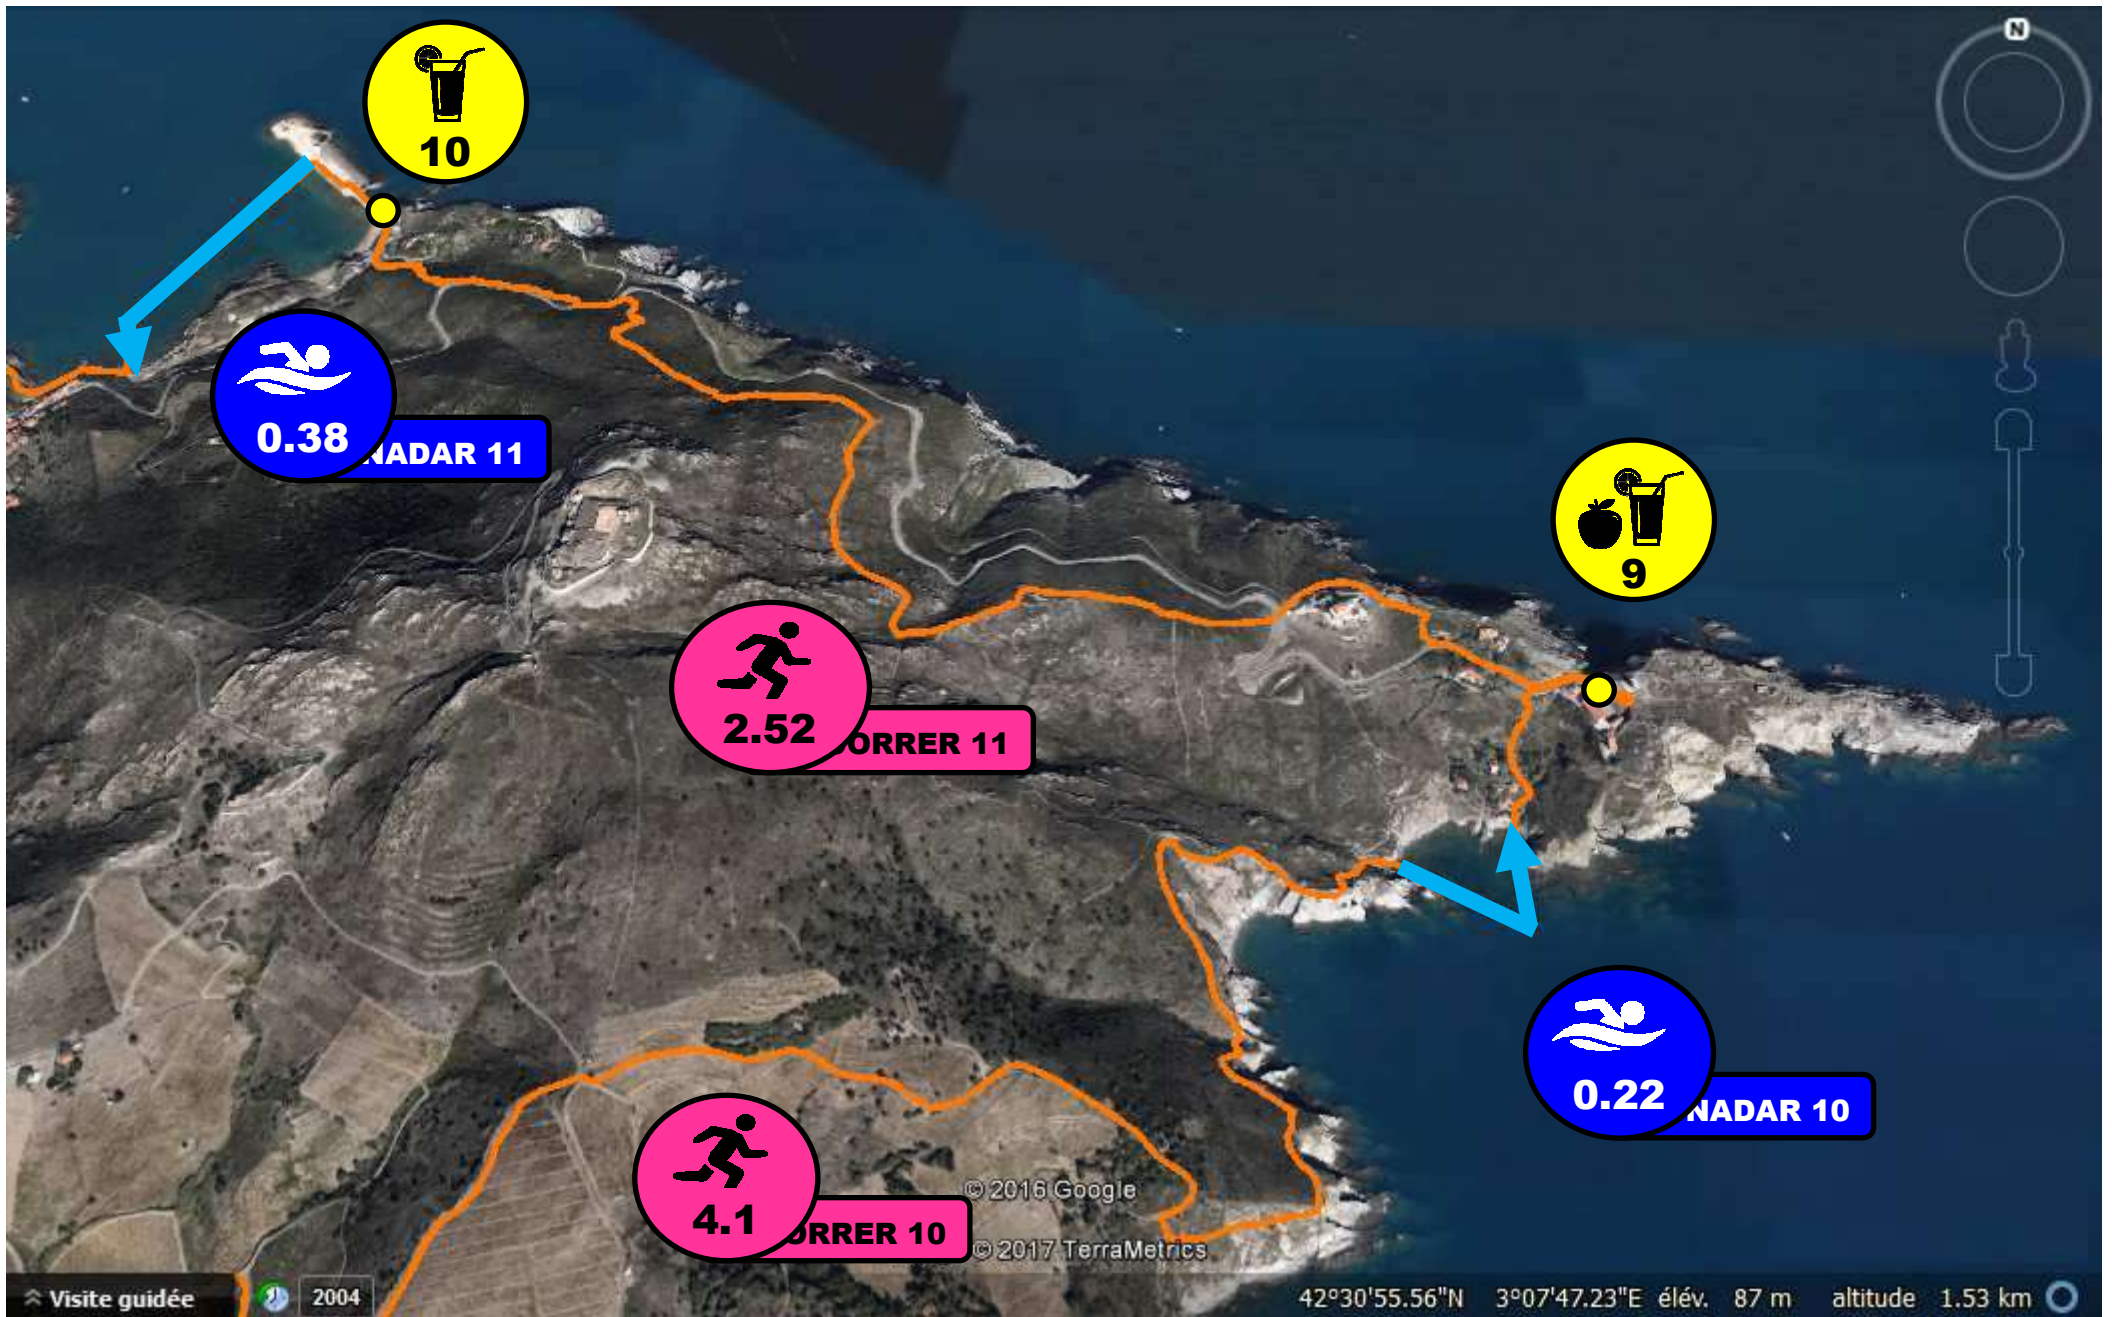 N
10
0.38
NADAR 11
9
2.52
CORRER 11
0.22
NADAR 10
4.1
ORRER 10
© 2016 Google
© 2017 TerraMetrics
Visite guidée
2004
42°30'55.56"N 3°07'47.23"E élév. 87 m altitude 1.53 km